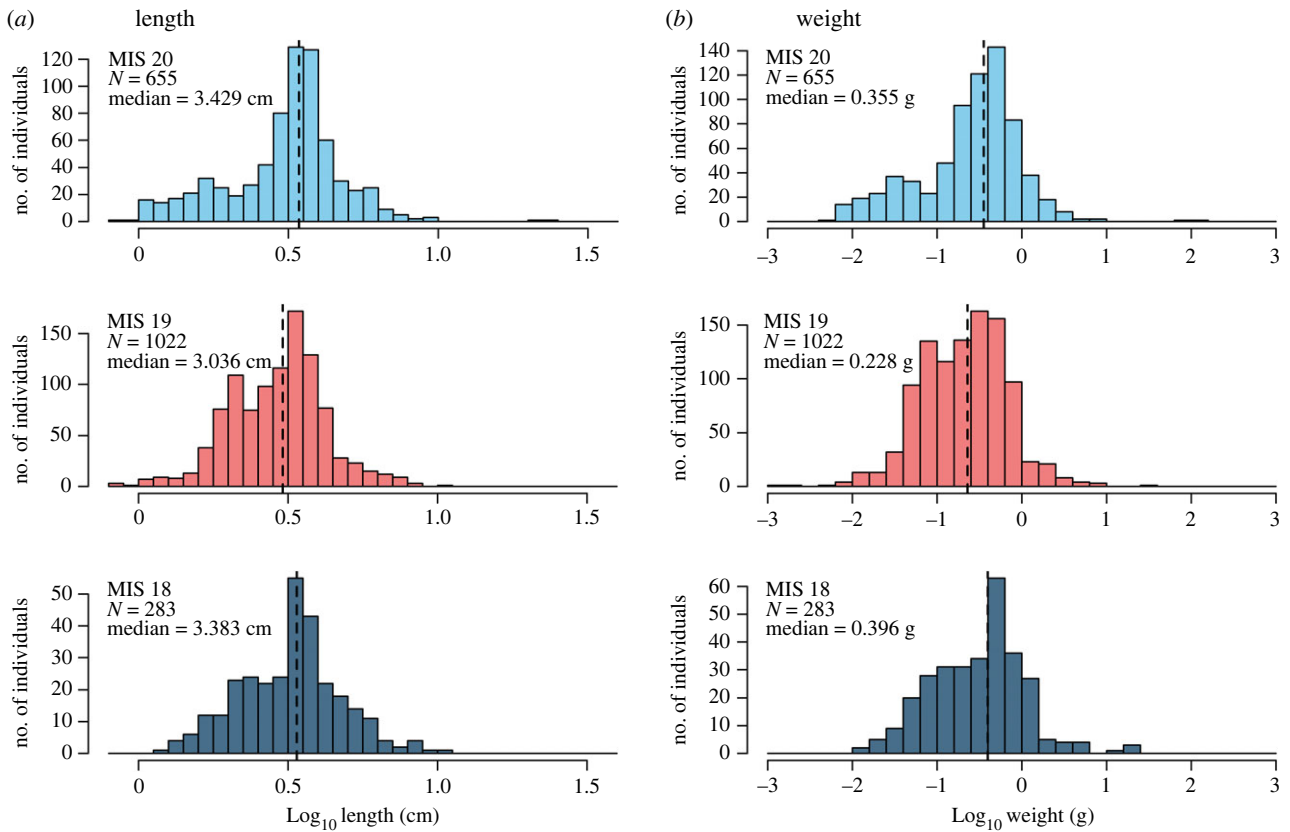 (a) length
MIS 20
N = 655
median = 3.429 cm
no. of individuals
120
100
80
60
40
20
0
0 0.5 1.0 1.5
MIS 19
N = 1022
median = 3.036 cm
no. of individuals
150
100
50
0
0 0.5 1.0 1.5
MIS 18
N = 283
median = 3.383 cm
no. of individuals
50
40
30
20
10
0
0 0.5 1.0 1.5
Log10 length (cm)
(b) weight
MIS 20
N = 655
median = 0.355 g
no. of individuals
140
120
100
80
60
40
20
0
–3 –2 –1 0 1 2 3
MIS 19
N = 1022
median = 0.228 g
no. of individuals
150
100
50
0
–3 –2 –1 0 1 2 3
MIS 18
N = 283
median = 0.396 g
no. of individuals
60
50
40
30
20
10
0
–3 –2 –1 0 1 2 3
Log10 weight (g)